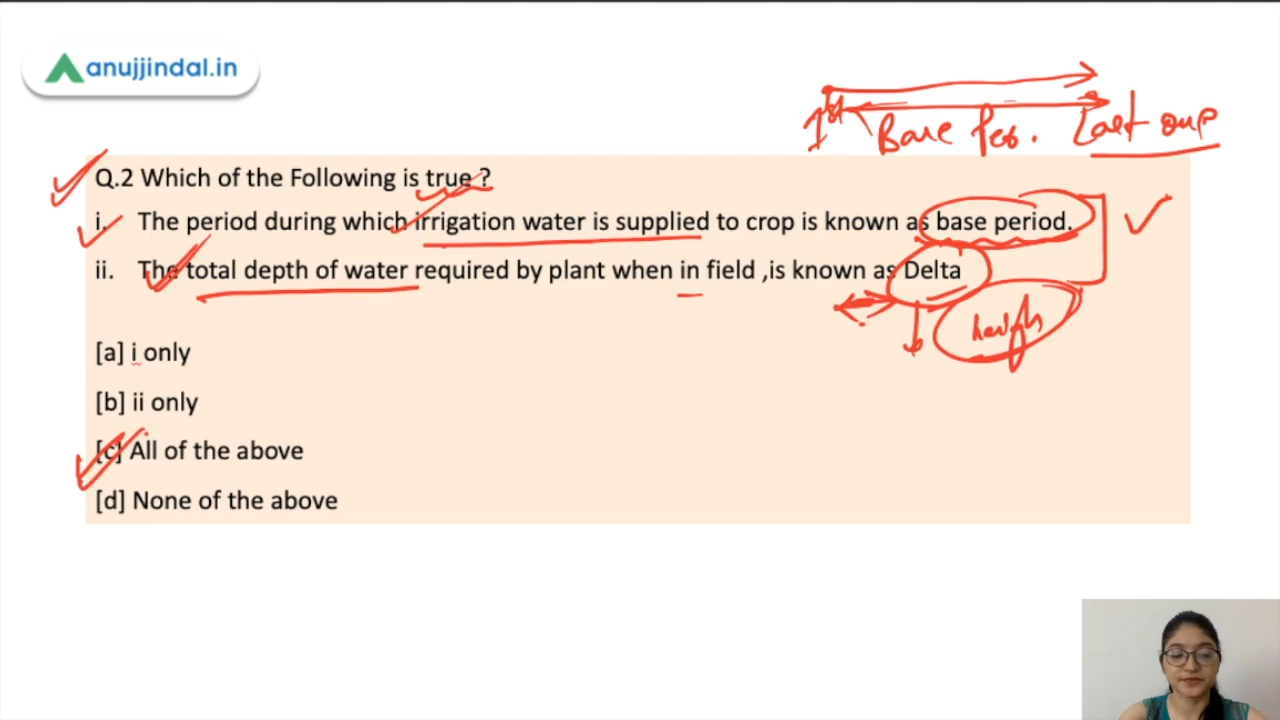 anujjindal.in
1st Base Per. Last one
Q.2 Which of the Following is true ?
i. The period during which irrigation water is supplied to crop is known as base period.
ii. The total depth of water required by plant when in field ,is known as Delta
[a] i only
[b] ii only
[c] All of the above
[d] None of the above